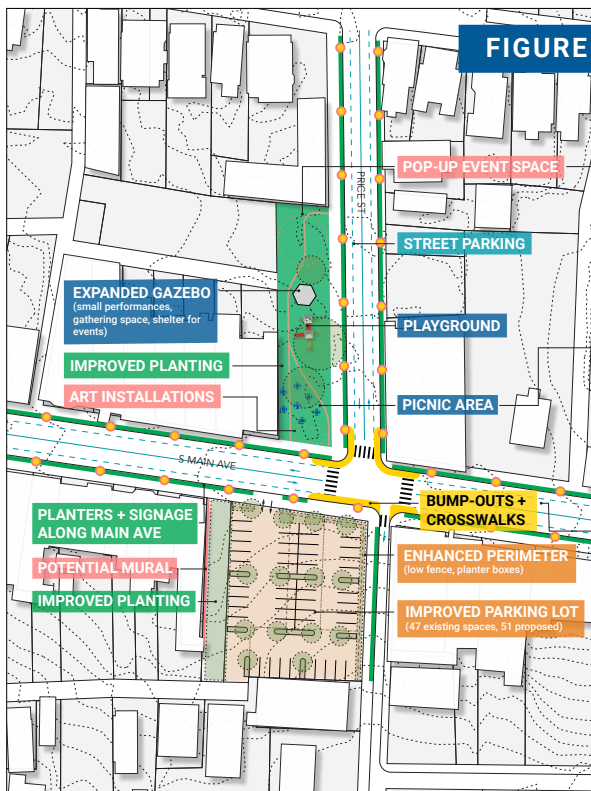 FIGURE
POP-UP EVENT SPACE
PRICE ST
STREET PARKING
EXPANDED GAZEBO
(small performances,
gathering space, shelter for
events)
PLAYGROUND
IMPROVED PLANTING
ART INSTALLATIONS
PICNIC AREA
S MAIN AVE
BUMP-OUTS +
CROSSWALKS
PLANTERS + SIGNAGE
ALONG MAIN AVE
ENHANCED PERIMETER
(low fence, planter boxes)
POTENTIAL MURAL
IMPROVED PLANTING
IMPROVED PARKING LOT
(47 existing spaces, 51 proposed)